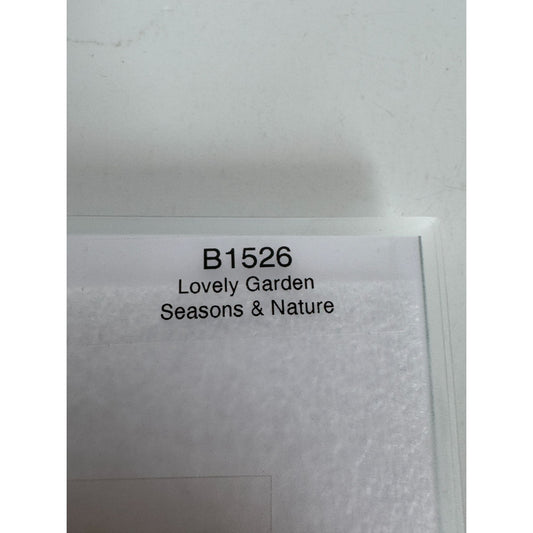 B1526
Lovely Garden
Seasons & Nature